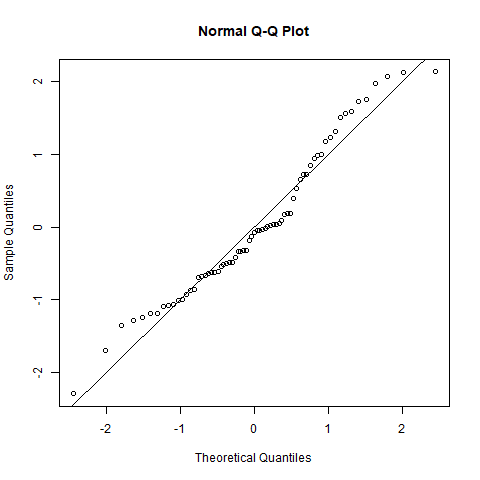 Normal Q-Q Plot
2
1
0
-1
-2
Sample Quantiles
-2 -1 0 1 2
Theoretical Quantiles